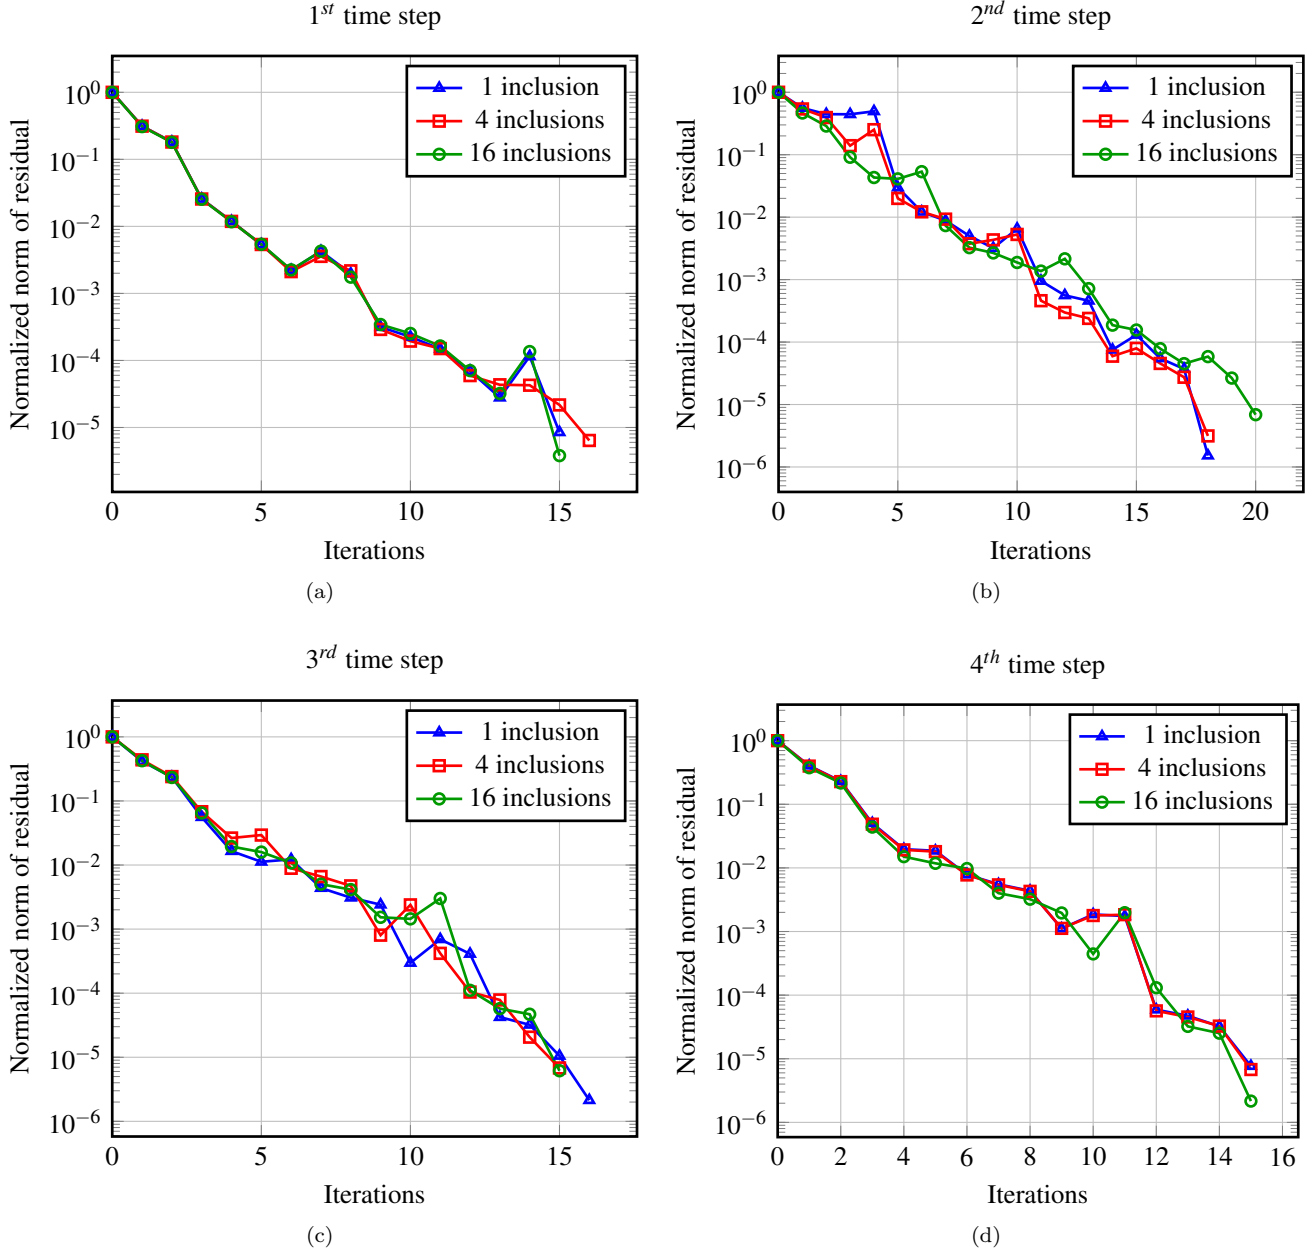 1st time step
Normalized norm of residual
10^0
10^−1
10^−2
10^−3
10^−4
10^−5
1 inclusion
4 inclusions
16 inclusions
0 5 10 15
Iterations
(a)
2nd time step
Normalized norm of residual
10^0
10^−1
10^−2
10^−3
10^−4
10^−5
10^−6
1 inclusion
4 inclusions
16 inclusions
0 5 10 15 20
Iterations
(b)
3rd time step
Normalized norm of residual
10^0
10^−1
10^−2
10^−3
10^−4
10^−5
10^−6
1 inclusion
4 inclusions
16 inclusions
0 5 10 15
Iterations
(c)
4th time step
Normalized norm of residual
10^0
10^−1
10^−2
10^−3
10^−4
10^−5
10^−6
1 inclusion
4 inclusions
16 inclusions
0 2 4 6 8 10 12 14 16
Iterations
(d)